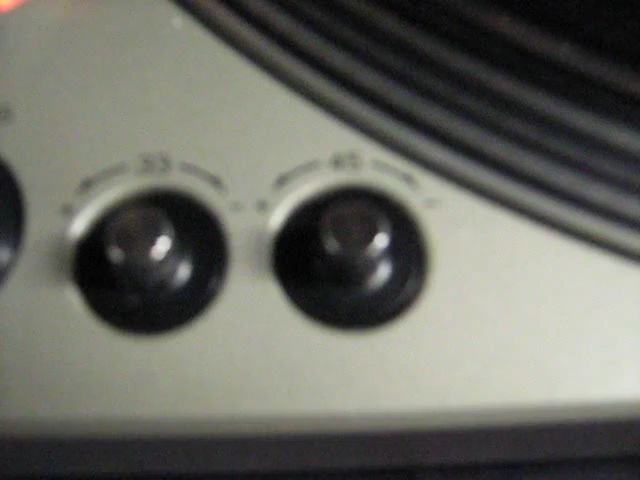 33 45
+ - + -